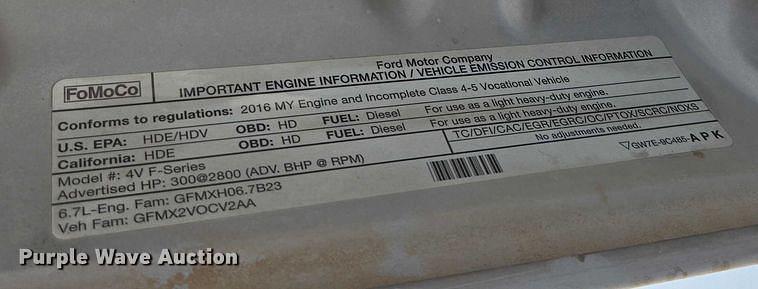 FoMoCo
Ford Motor Company
IMPORTANT ENGINE INFORMATION / VEHICLE EMISSION CONTROL INFORMATION
Conforms to regulations: 2016 MY Engine and Incomplete Class 4-5 Vocational Vehicle
U.S. EPA: HDE/HDV OBD: HD FUEL: Diesel For use as a light heavy-duty engine.
California: HDE OBD: HD FUEL: Diesel For use as a light heavy-duty engine.
Model #: 4V F-Series TC/DFI/CAC/EGR/EGRC/OC/PTOX/SCRC/NOXS
Advertised HP: 300@2800 (ADV. BHP @ RPM) No adjustments needed.
6.7L-Eng. Fam: GFMXH06.7B23 GW7E-9C485-APK
Veh Fam: GFMX2VOCV2AA
Purple Wave Auction